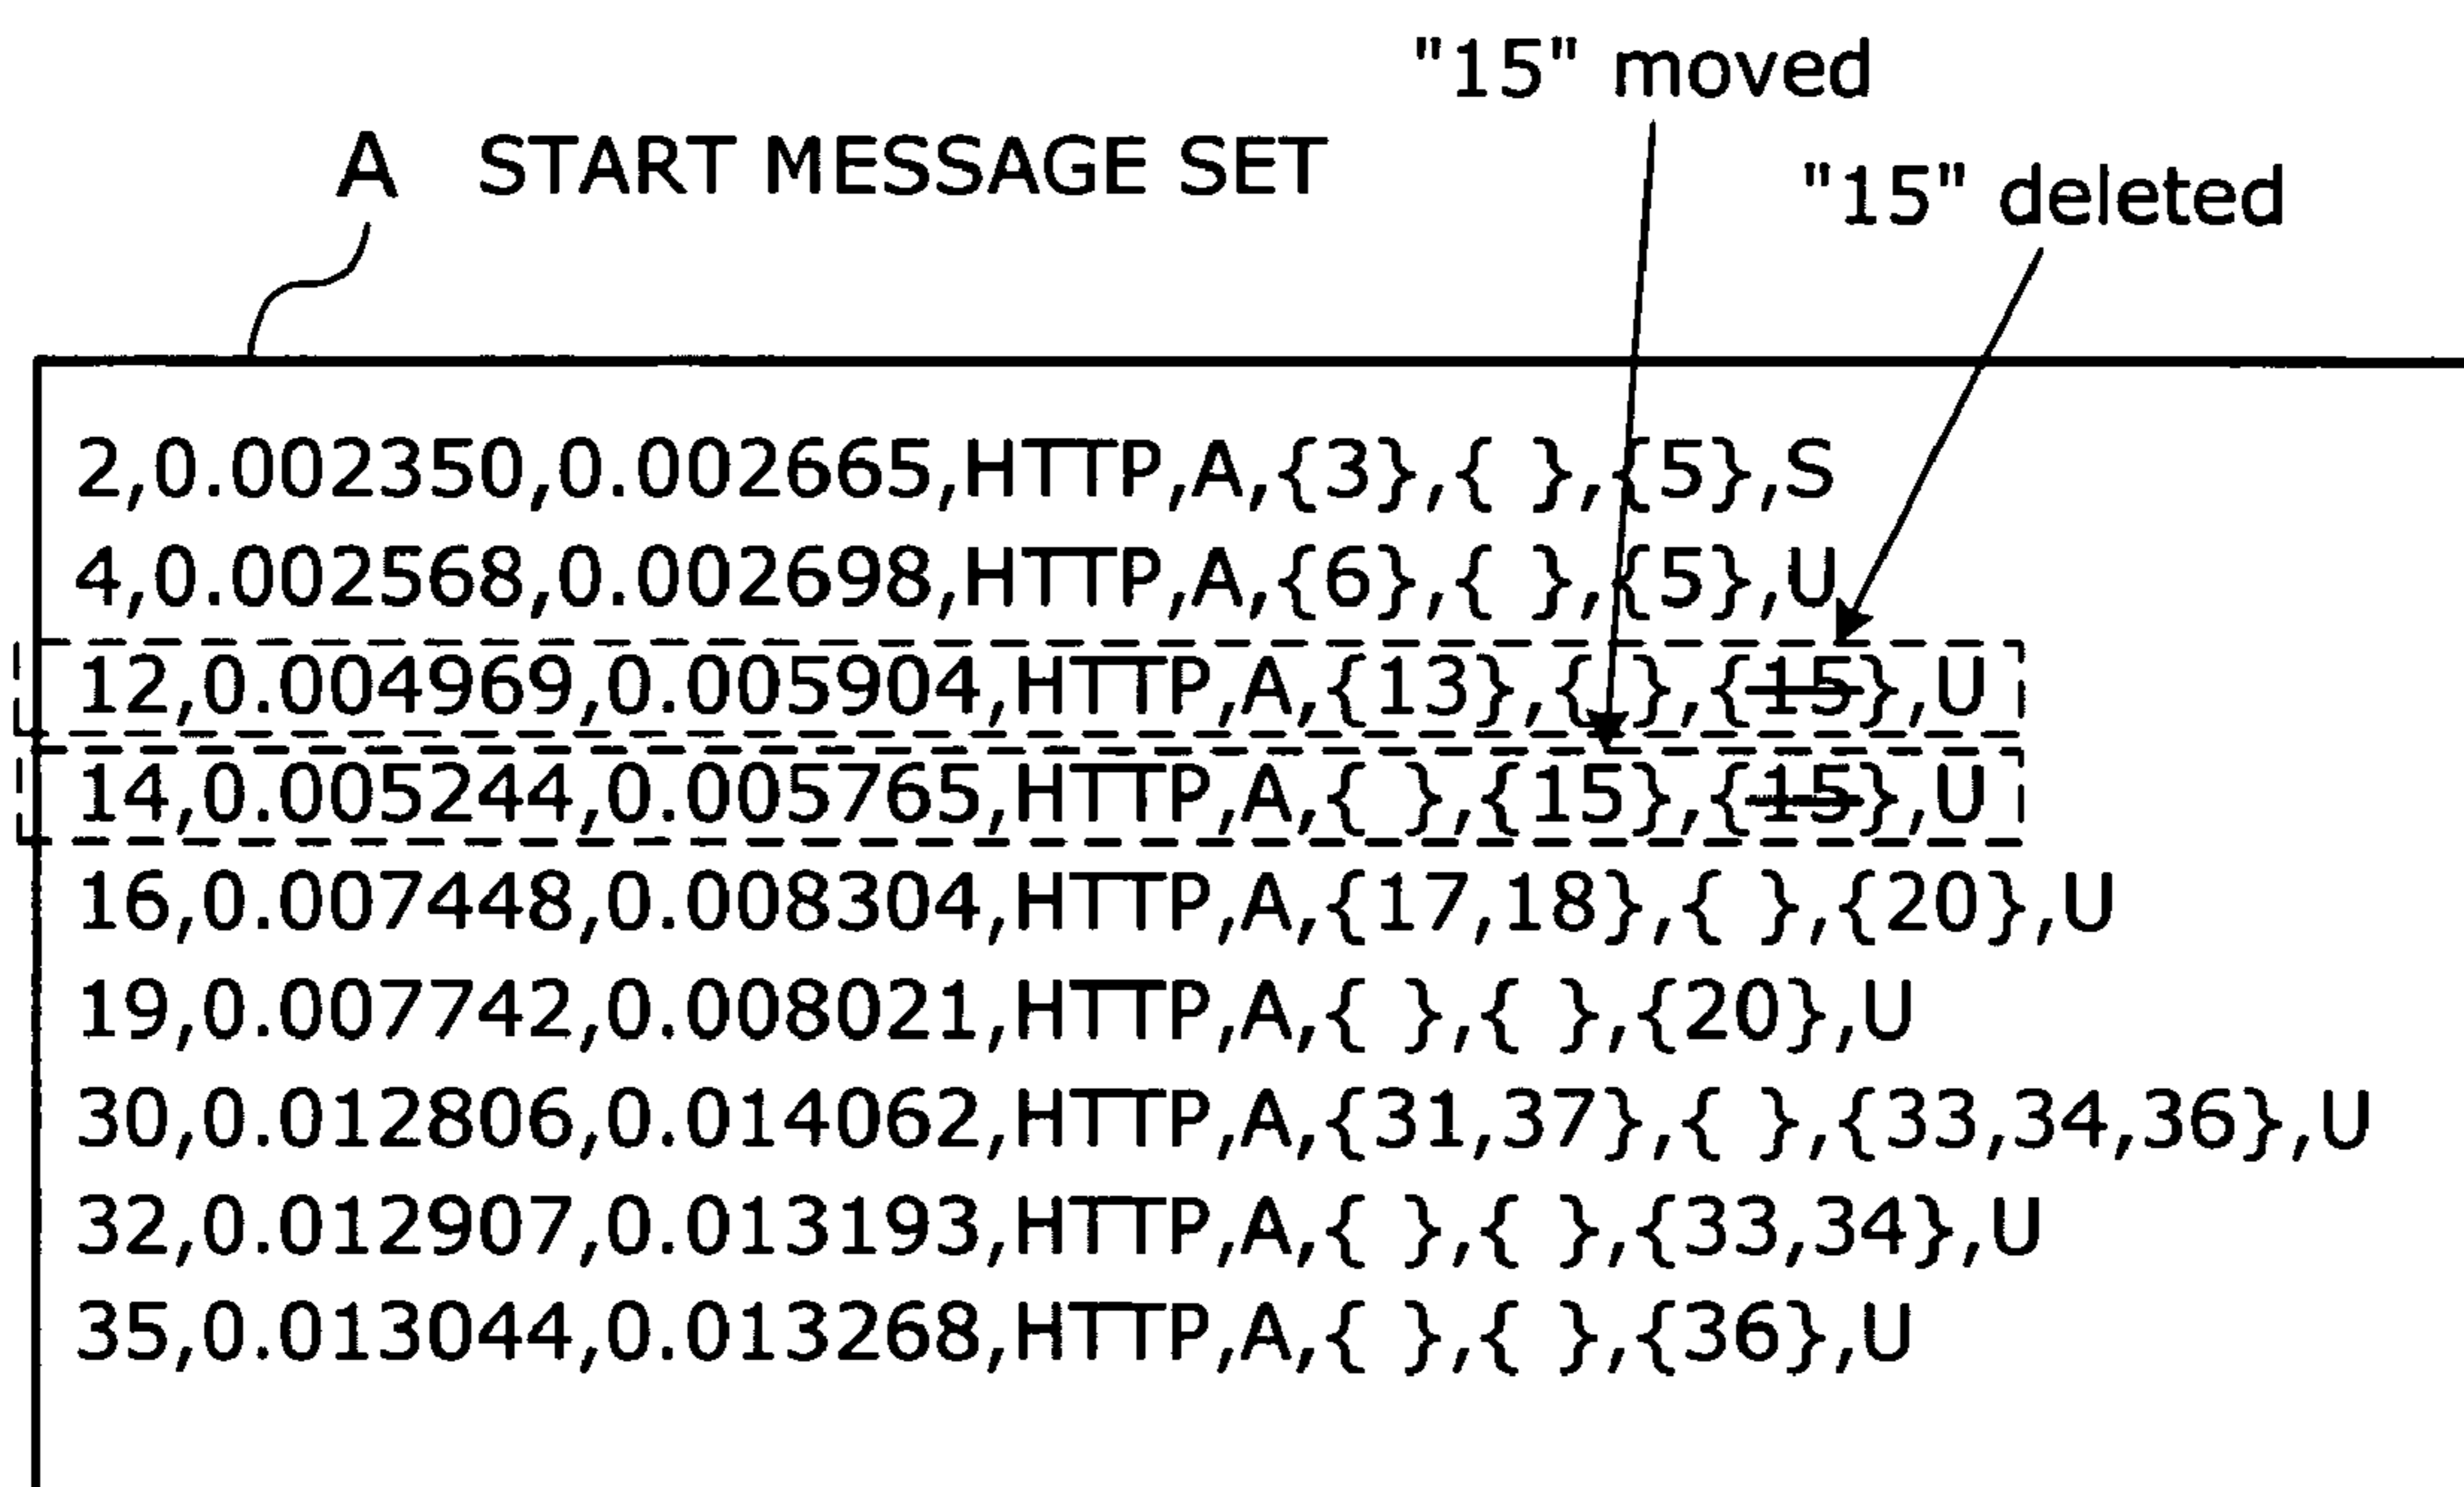 "15" moved
A START MESSAGE SET
"15" deleted
2,0.002350,0.002665,HTTP,A,{3},{ },{5},S
4,0.002568,0.002698,HTTP,A,{6},{ },{5},U
12,0.004969,0.005904,HTTP,A,{13},{ },{15},U
14,0.005244,0.005765,HTTP,A,{ },{15},{15},U
16,0.007448,0.008304,HTTP,A,{17,18},{ },{20},U
19,0.007742,0.008021,HTTP,A,{ },{ },{20},U
30,0.012806,0.014062,HTTP,A,{31,37},{ },{33,34,36},U
32,0.012907,0.013193,HTTP,A,{ },{ },{33,34},U
35,0.013044,0.013268,HTTP,A,{ },{ },{36},U